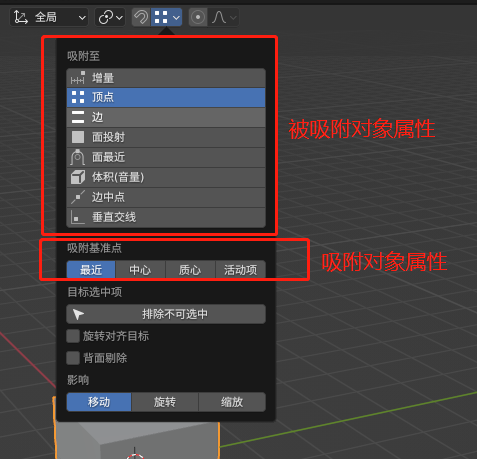 全局
吸附至
增量
顶点
边
被吸附对象属性
面投射
面最近
体积(音量)
边中点
垂直交线
吸附基准点
吸附对象属性
最近 中心 质心 活动项
目标选中项
排除不可选中
旋转对齐目标
背面剔除
影响
移动 旋转 缩放